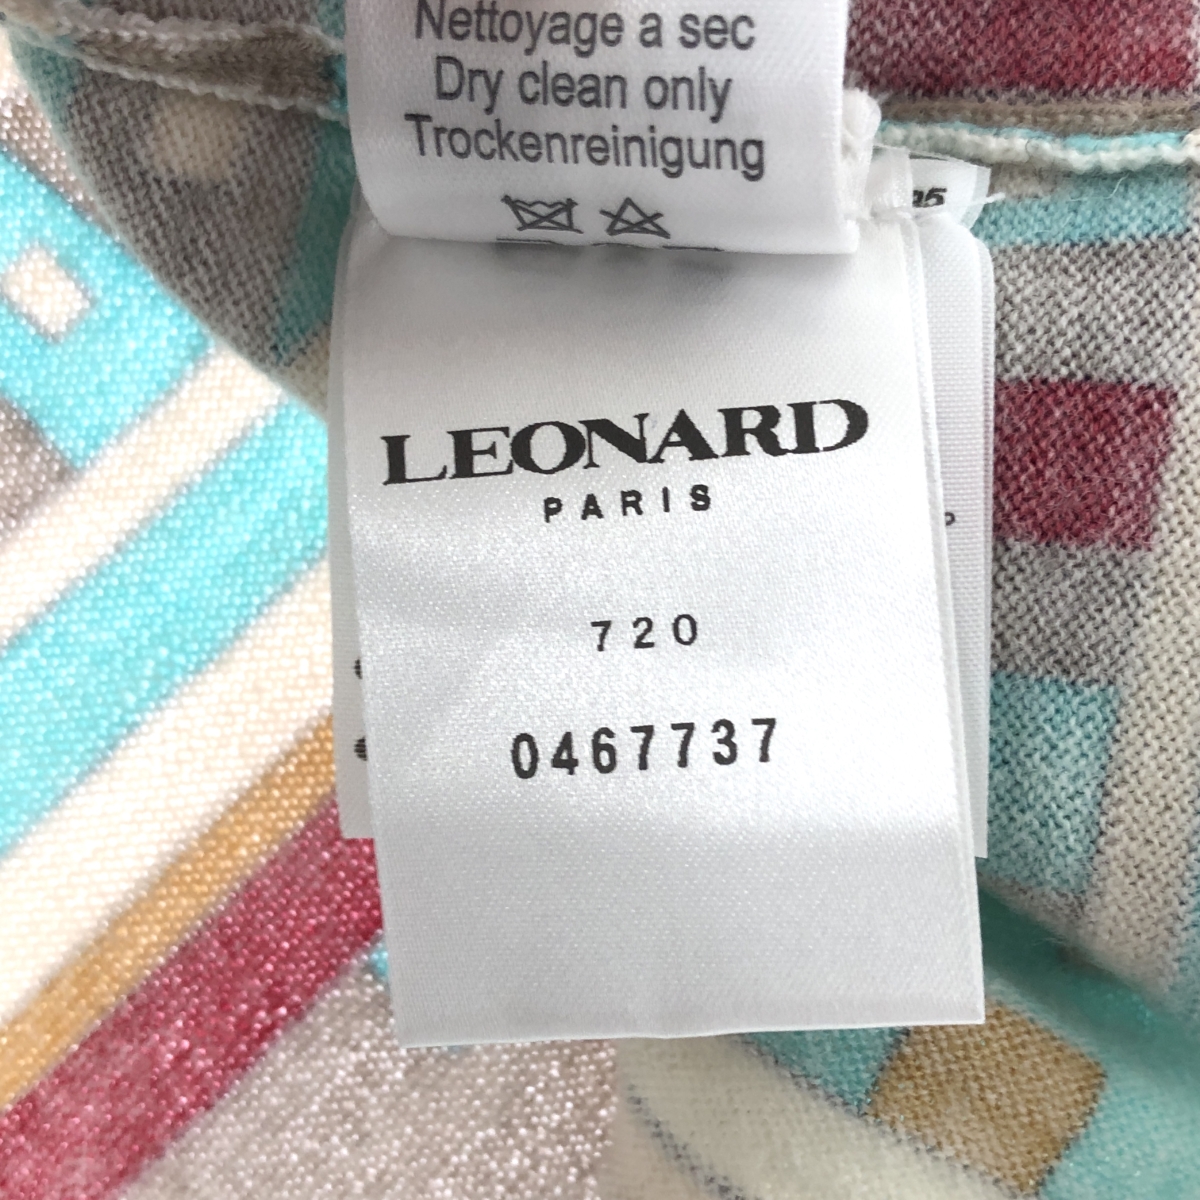 Nettoyage a sec
Dry clean only
Trockenreinigung
LEONARD
PARIS
720
0467737